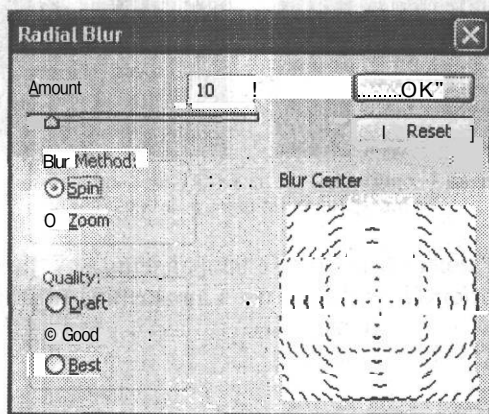 Radial Blur
Amount 10 ! OK"
Reset
Blur Method:
Spin
Zoom
Blur Center
Quality:
Draft
© Good
Best